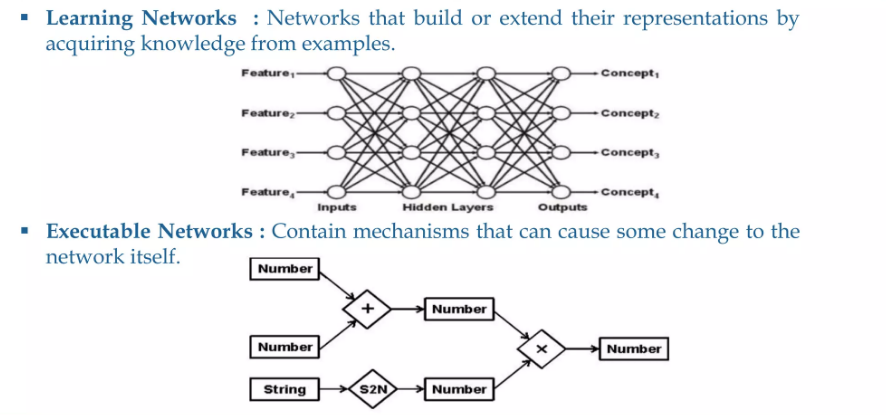 ▪ Learning Networks : Networks that build or extend their representations by
acquiring knowledge from examples.
Feature₁ Concept₁
Feature₂ Concept₂
Feature₃ Concept₃
Feature₄ Concept₄
Inputs Hidden Layers Outputs
▪ Executable Networks : Contain mechanisms that can cause some change to the
network itself.
Number
+ Number
Number × Number
String S2N Number